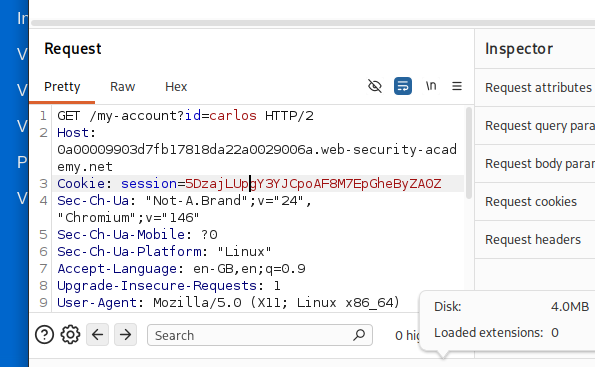 In
V
V
V
P
V
Request
Inspector
Pretty Raw Hex \n
Request attributes
Request query para
Request body param
Request cookies
Request headers
1 GET /my-account?id=carlos HTTP/2
2 Host:
0a00009903d7fb17818da22a0029006a.web-security-acad
emy.net
3 Cookie: session=5DzajLUpgY3YJCpoAF8M7EpGheByZAOZ
4 Sec-Ch-Ua: "Not-A.Brand";v="24",
"Chromium";v="146"
5 Sec-Ch-Ua-Mobile: ?0
6 Sec-Ch-Ua-Platform: "Linux"
7 Accept-Language: en-GB,en;q=0.9
8 Upgrade-Insecure-Requests: 1
9 User-Agent: Mozilla/5.0 (X11; Linux x86_64)
Search
0 hig
Disk: 4.0MB
Loaded extensions: 0